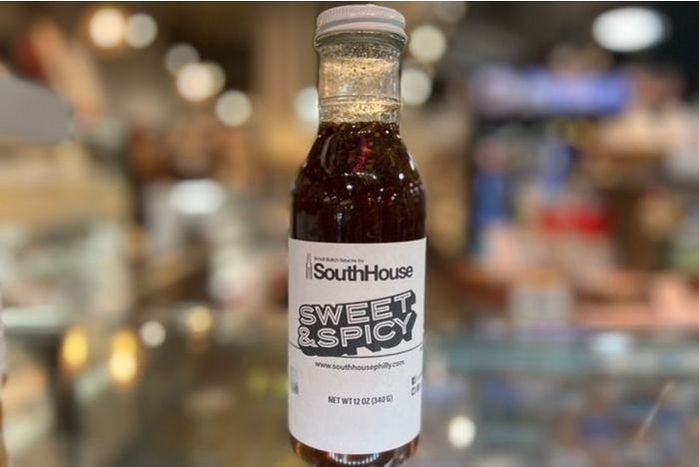 Small Batch Sauces by
SouthHouse
SWEET
&SPICY
www.southhousephilly.com
NET WT 12 OZ (340 G)